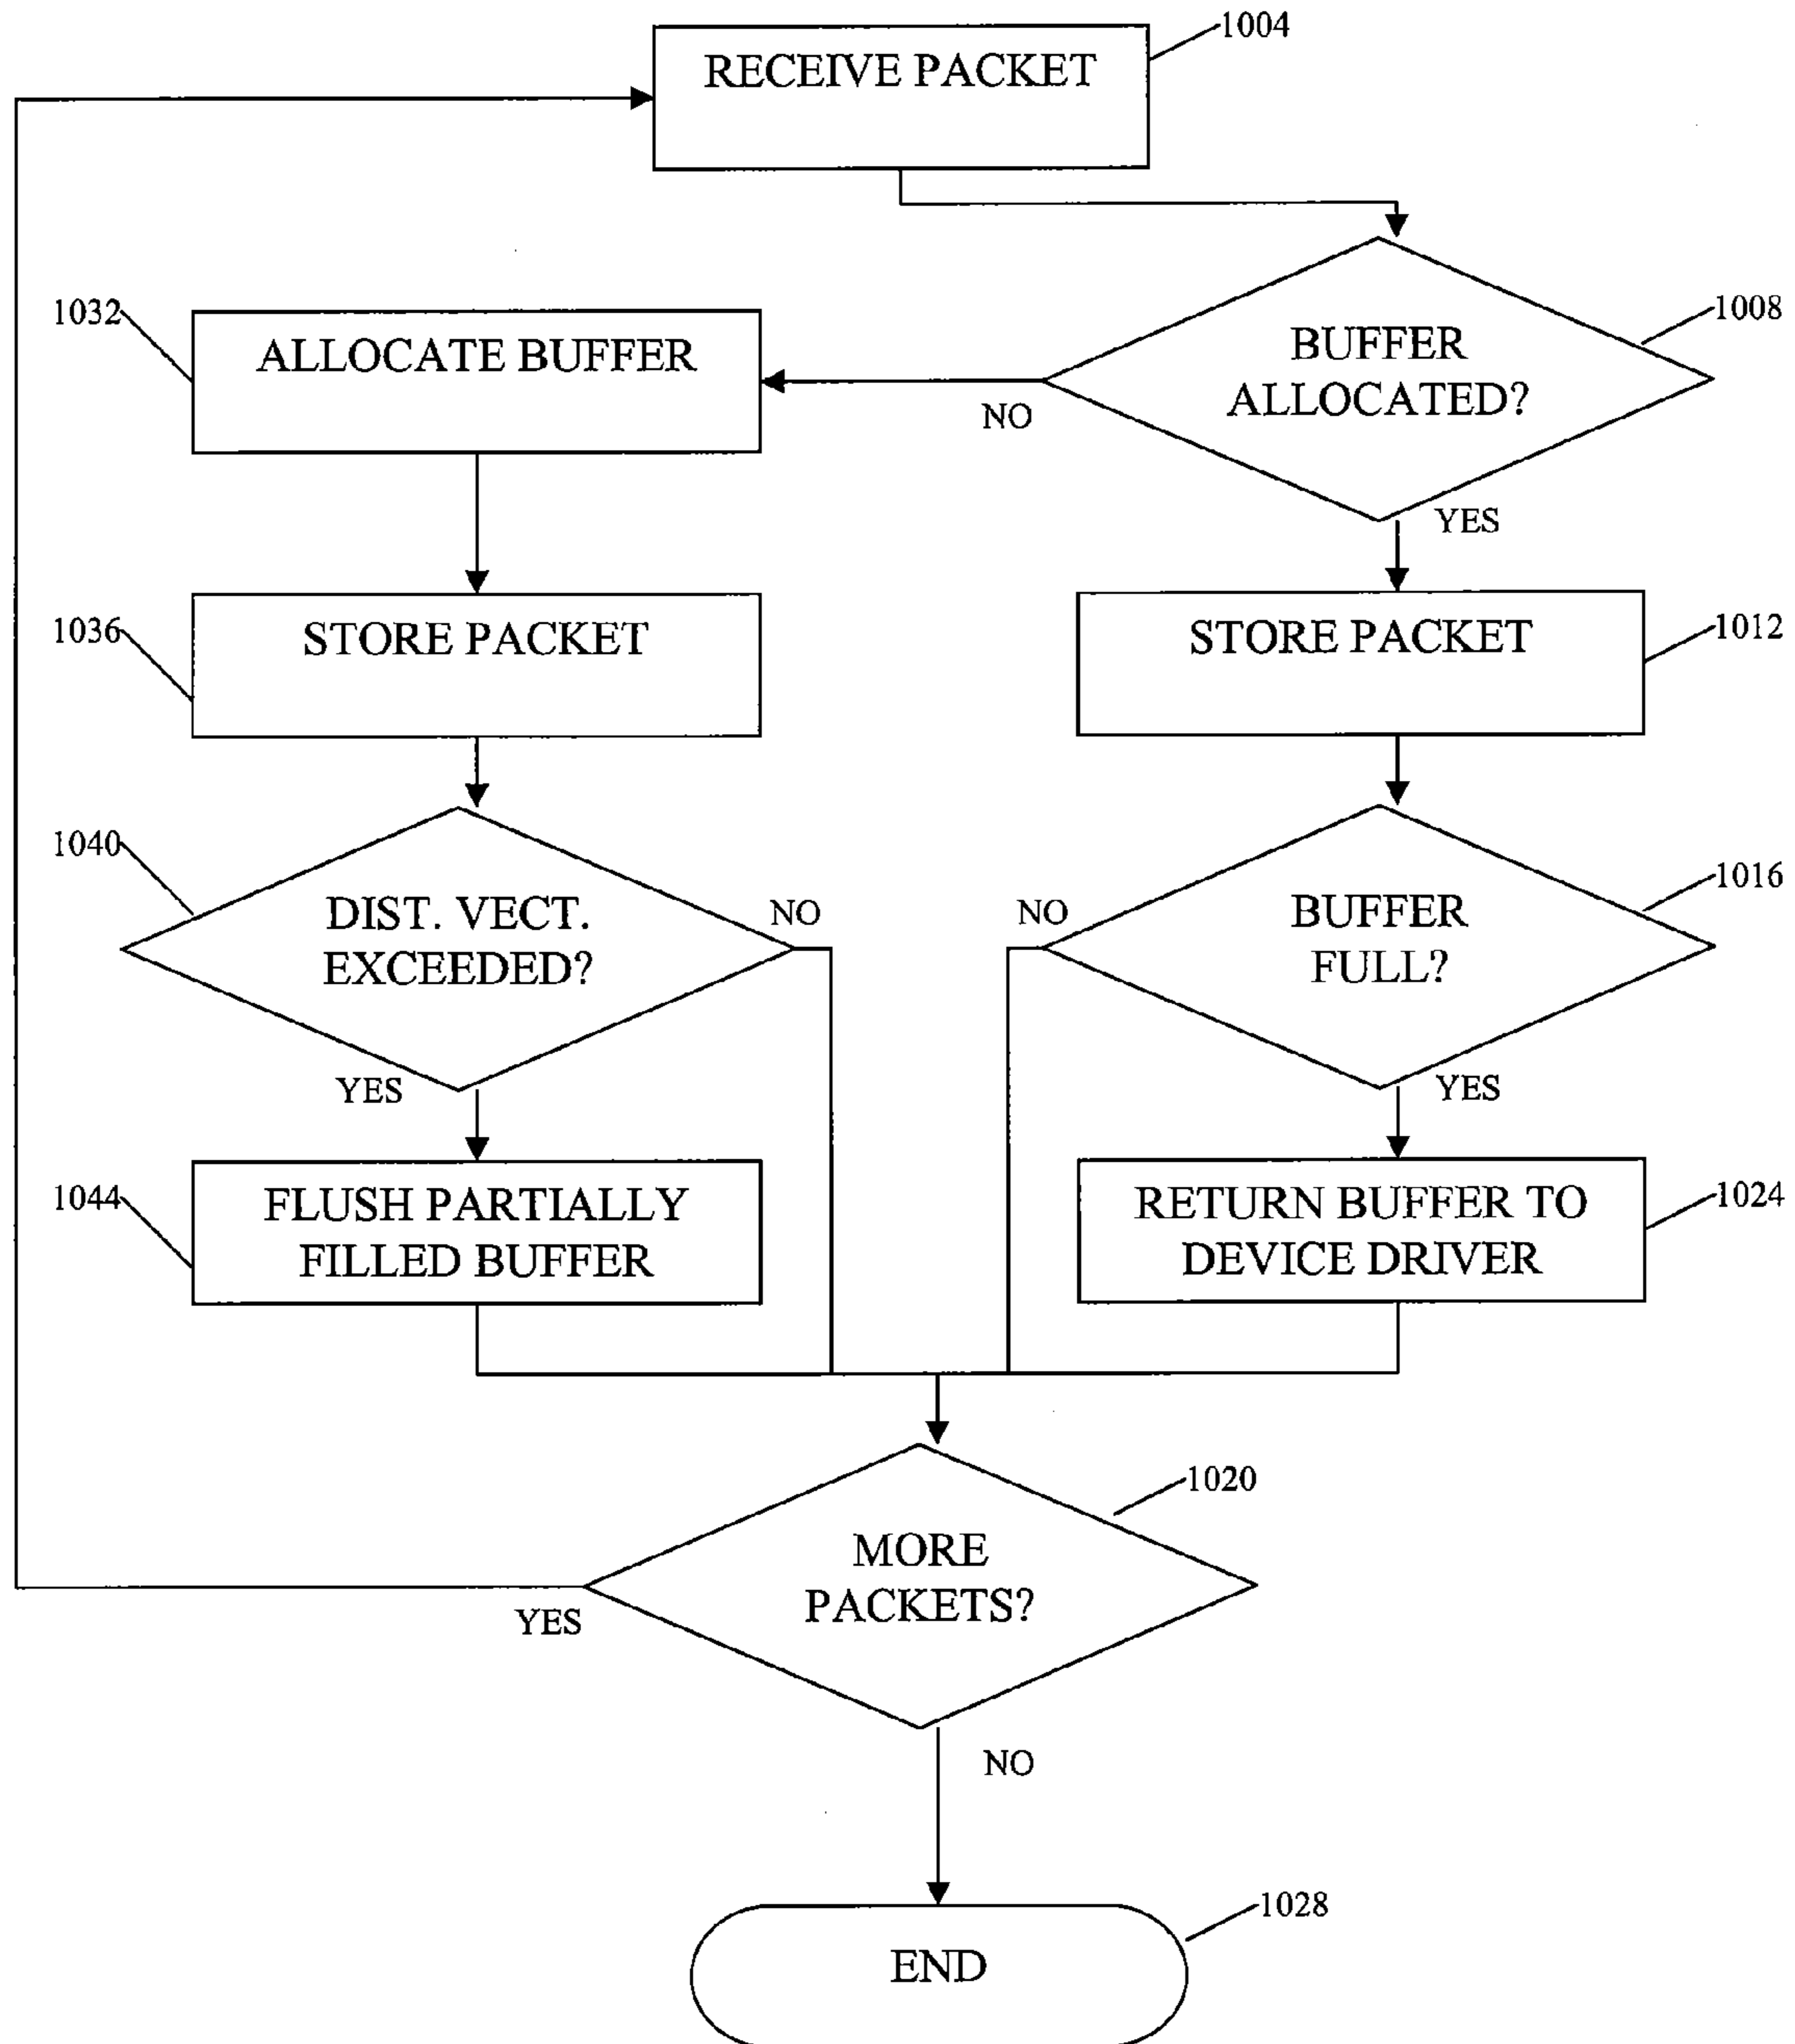 1004
RECEIVE PACKET
1032
ALLOCATE BUFFER
1008
BUFFER
ALLOCATED?
NO
YES
1036
STORE PACKET
STORE PACKET
1012
1040
DIST. VECT.
EXCEEDED?
NO
NO
BUFFER
FULL?
1016
YES
YES
1044
FLUSH PARTIALLY
FILLED BUFFER
RETURN BUFFER TO
DEVICE DRIVER
1024
1020
MORE
PACKETS?
YES
NO
1028
END